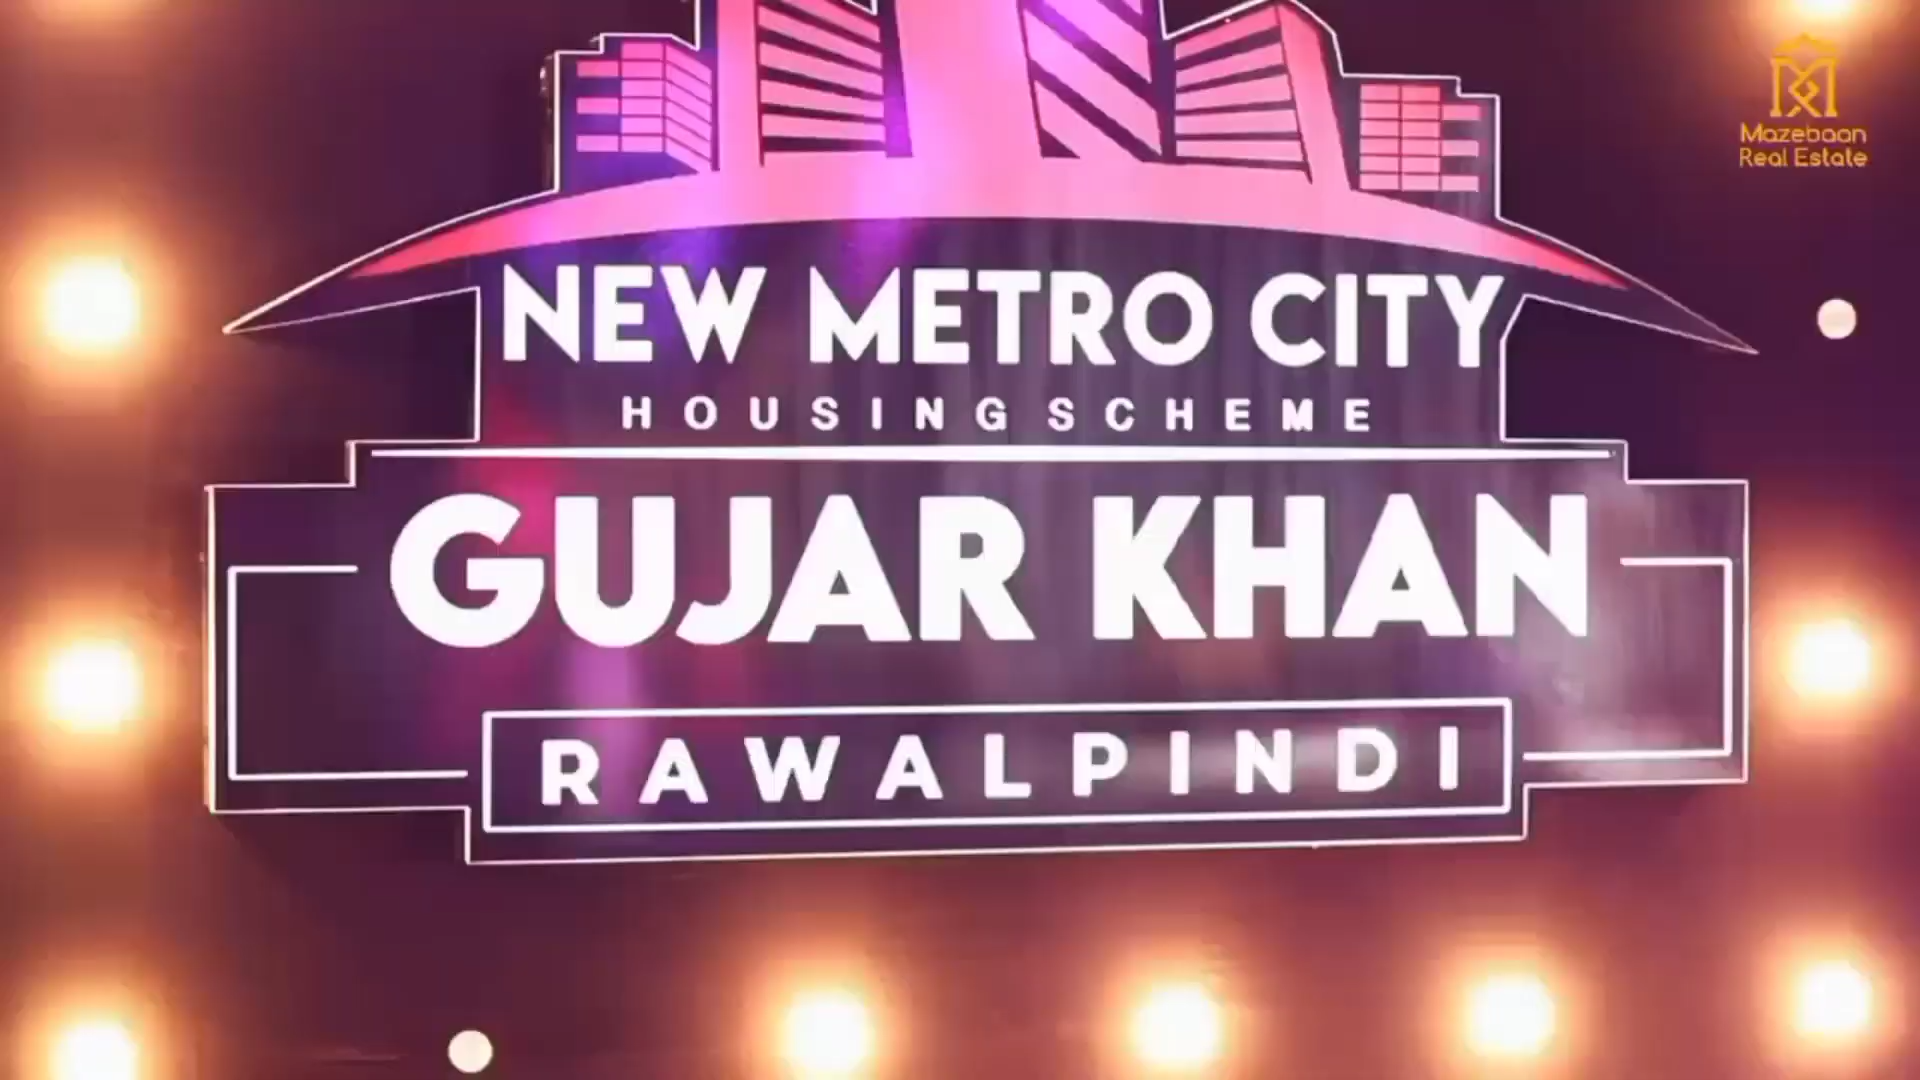 Mazebaan
Real Estate
NEW METRO CITY
HOUSING SCHEME
GUJAR KHAN
RAWALPINDI